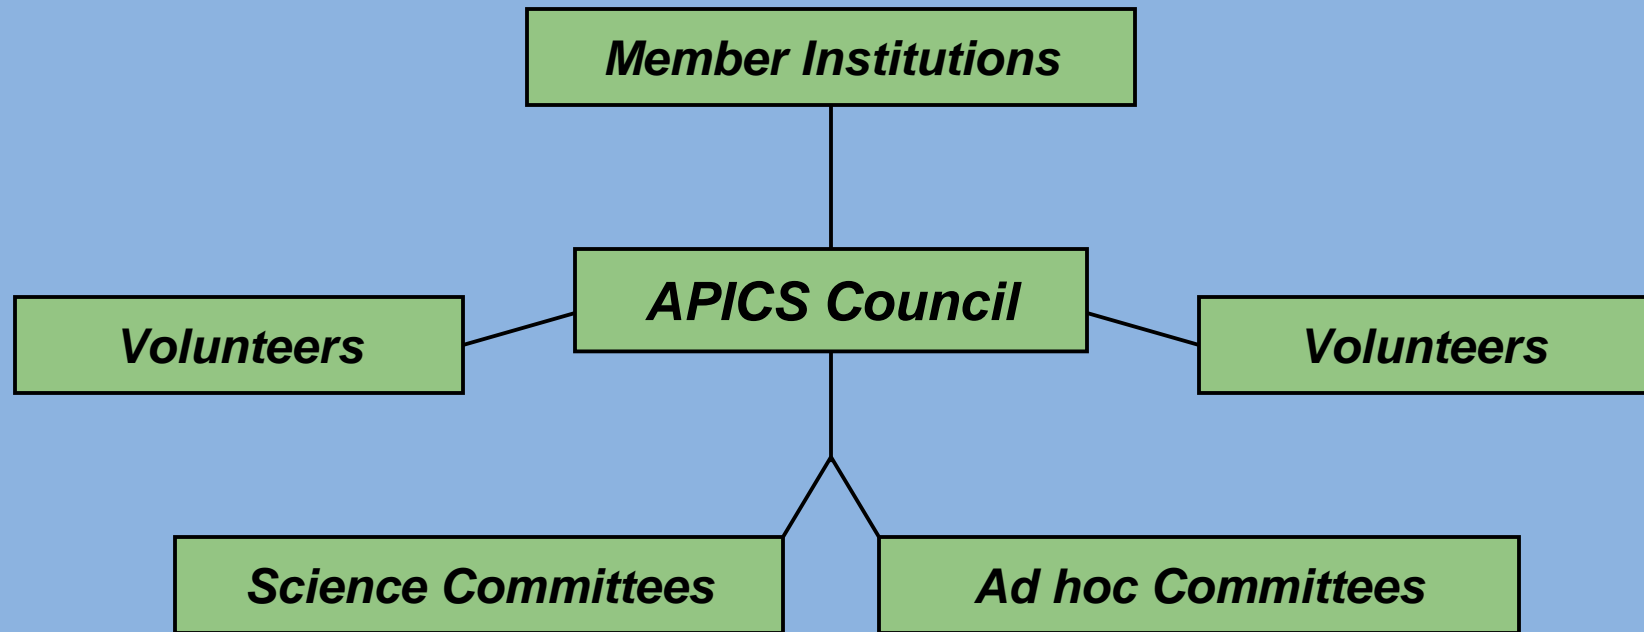 Member Institutions
APICS Council
Volunteers
Volunteers
Science Committees
Ad hoc Committees